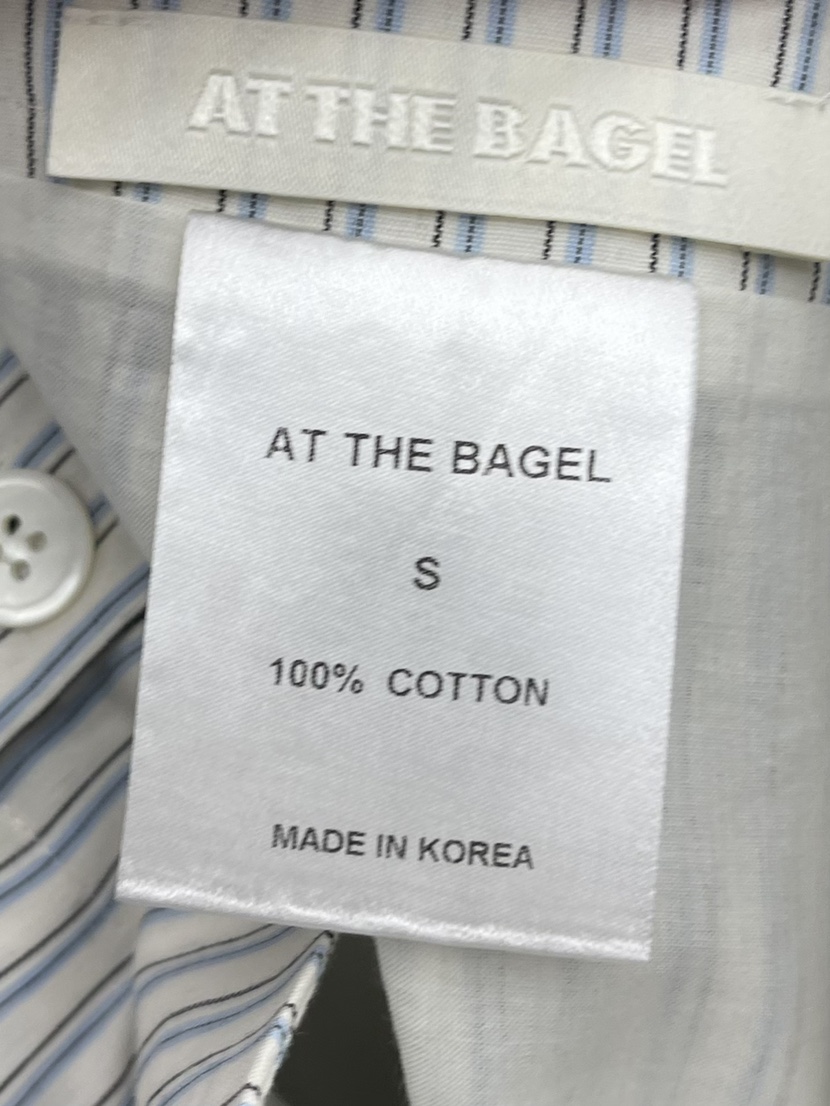 AT THE BAGEL
AT THE BAGEL
S
100% COTTON
MADE IN KOREA